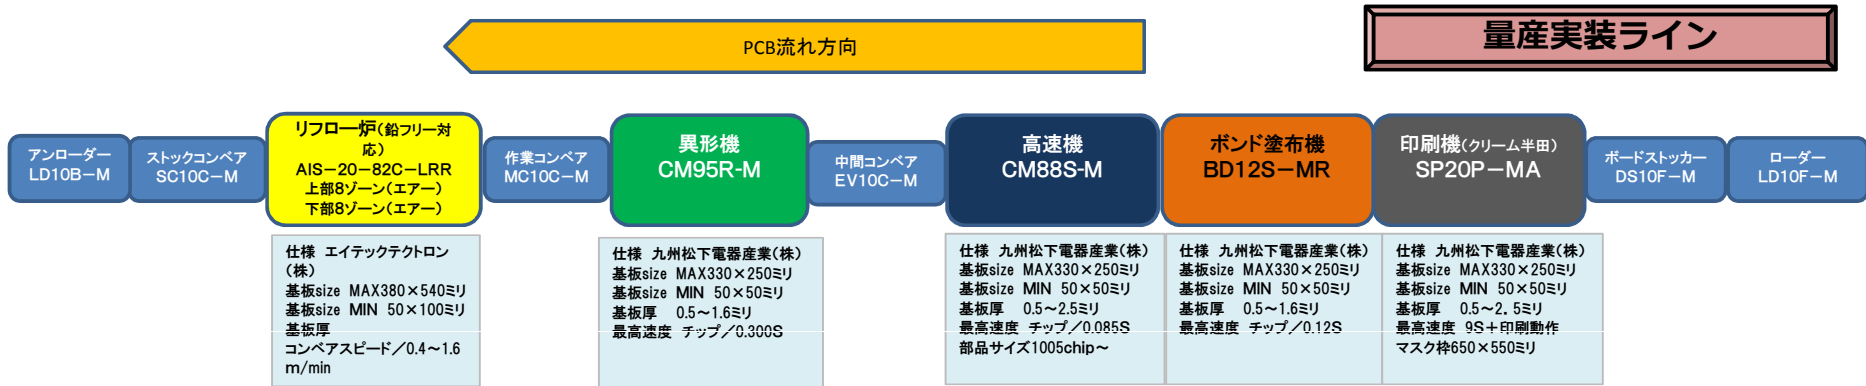 PCB流れ方向
量産実装ライン
アンローダー
LD10B－M
ストックコンベア
SC10C－M
リフロー炉(鉛フリー対
応)
AIS－20－82C－LRR
上部8ゾーン(エアー)
下部8ゾーン(エアー)
作業コンベア
MC10C－M
異形機
CM95R-M
中間コンベア
EV10C－M
高速機
CM88S-M
ボンド塗布機
BD12S－MR
印刷機(クリーム半田)
SP20P－MA
ボードストッカー
DS10F－M
ローダー
LD10F－M
仕様 エイテックテクトロン
(株)
基板size MAX380×540ミリ
基板size MIN 50×100ミリ
基板厚
コンベアスピード／0.4～1.6
m/min
仕様 九州松下電器産業(株)
基板size MAX330×250ミリ
基板size MIN 50×50ミリ
基板厚 0.5～1.6ミリ
最高速度 チップ／0.300S
仕様 九州松下電器産業(株)
基板size MAX330×250ミリ
基板size MIN 50×50ミリ
基板厚 0.5～2.5ミリ
最高速度 チップ／0.085S
部品サイズ1005chip～
仕様 九州松下電器産業(株)
基板size MAX330×250ミリ
基板size MIN 50×50ミリ
基板厚 0.5～1.6ミリ
最高速度 チップ／0.12S
仕様 九州松下電器産業(株)
基板size MAX330×250ミリ
基板size MIN 50×50ミリ
基板厚 0.5～2．5ミリ
最高速度 9S＋印刷動作
マスク枠650×550ミリ